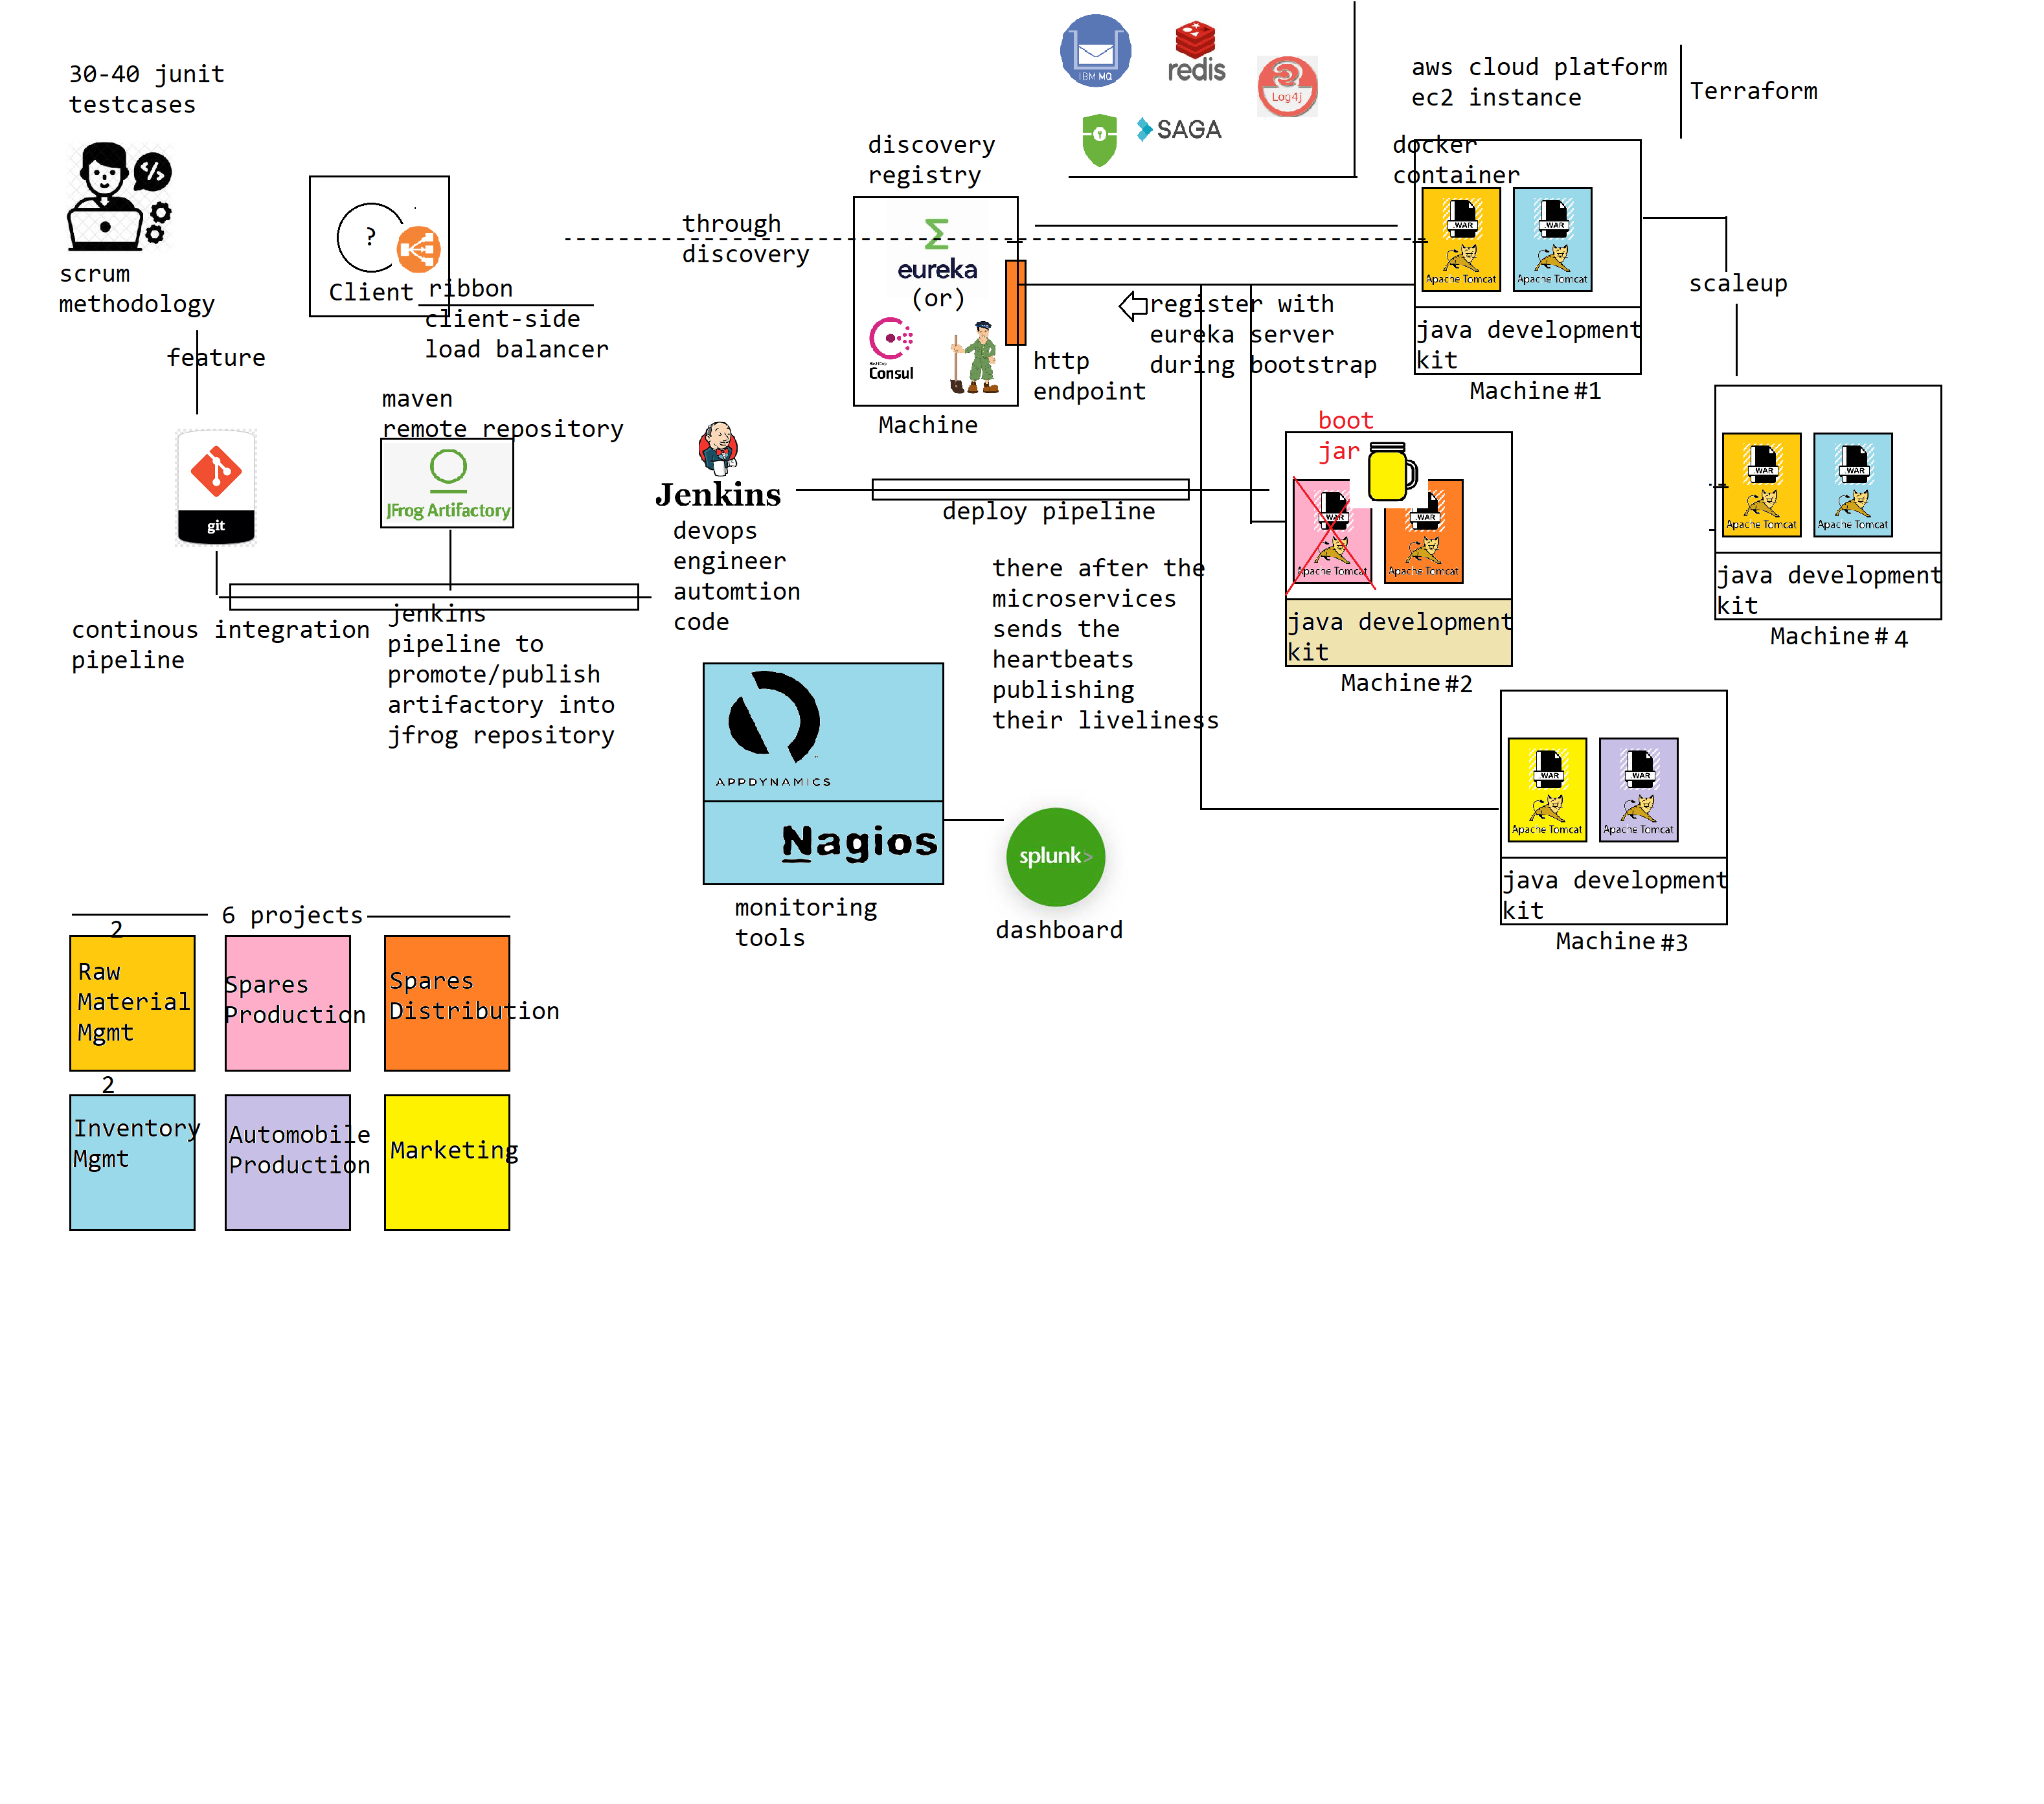 30-40 junit
testcases
scrum
methodology
feature
git
continous integration
pipeline
?
Client
ribbon
client-side
load balancer
maven
remote repository
JFrog Artifactory
jenkins
pipeline to
promote/publish
artifactory into
jfrog repository
Jenkins
devops
engineer
automtion
code
through
discovery
discovery
registry
eureka
(or)
HashiCorp
Consul
Machine
http
endpoint
IBM MQ
redis
Log4j
SAGA
register with
eureka server
during bootstrap
deploy pipeline
there after the
microservices
sends the
heartbeats
publishing
their liveliness
APPDYNAMICS
Nagios
monitoring
tools
splunk>
dashboard
aws cloud platform
ec2 instance
Terraform
docker
container
.WAR
Apache Tomcat
.WAR
Apache Tomcat
java development
kit
Machine #1
scaleup
boot
jar
.WAR
Apache Tomcat
.WAR
Apache Tomcat
java development
kit
Machine #2
.WAR
Apache Tomcat
.WAR
Apache Tomcat
java development
kit
Machine # 4
.WAR
Apache Tomcat
.WAR
Apache Tomcat
java development
kit
Machine #3
6 projects
2
Raw
Material
Mgmt
Spares
Production
Spares
Distribution
2
Inventory
Mgmt
Automobile
Production
Marketing